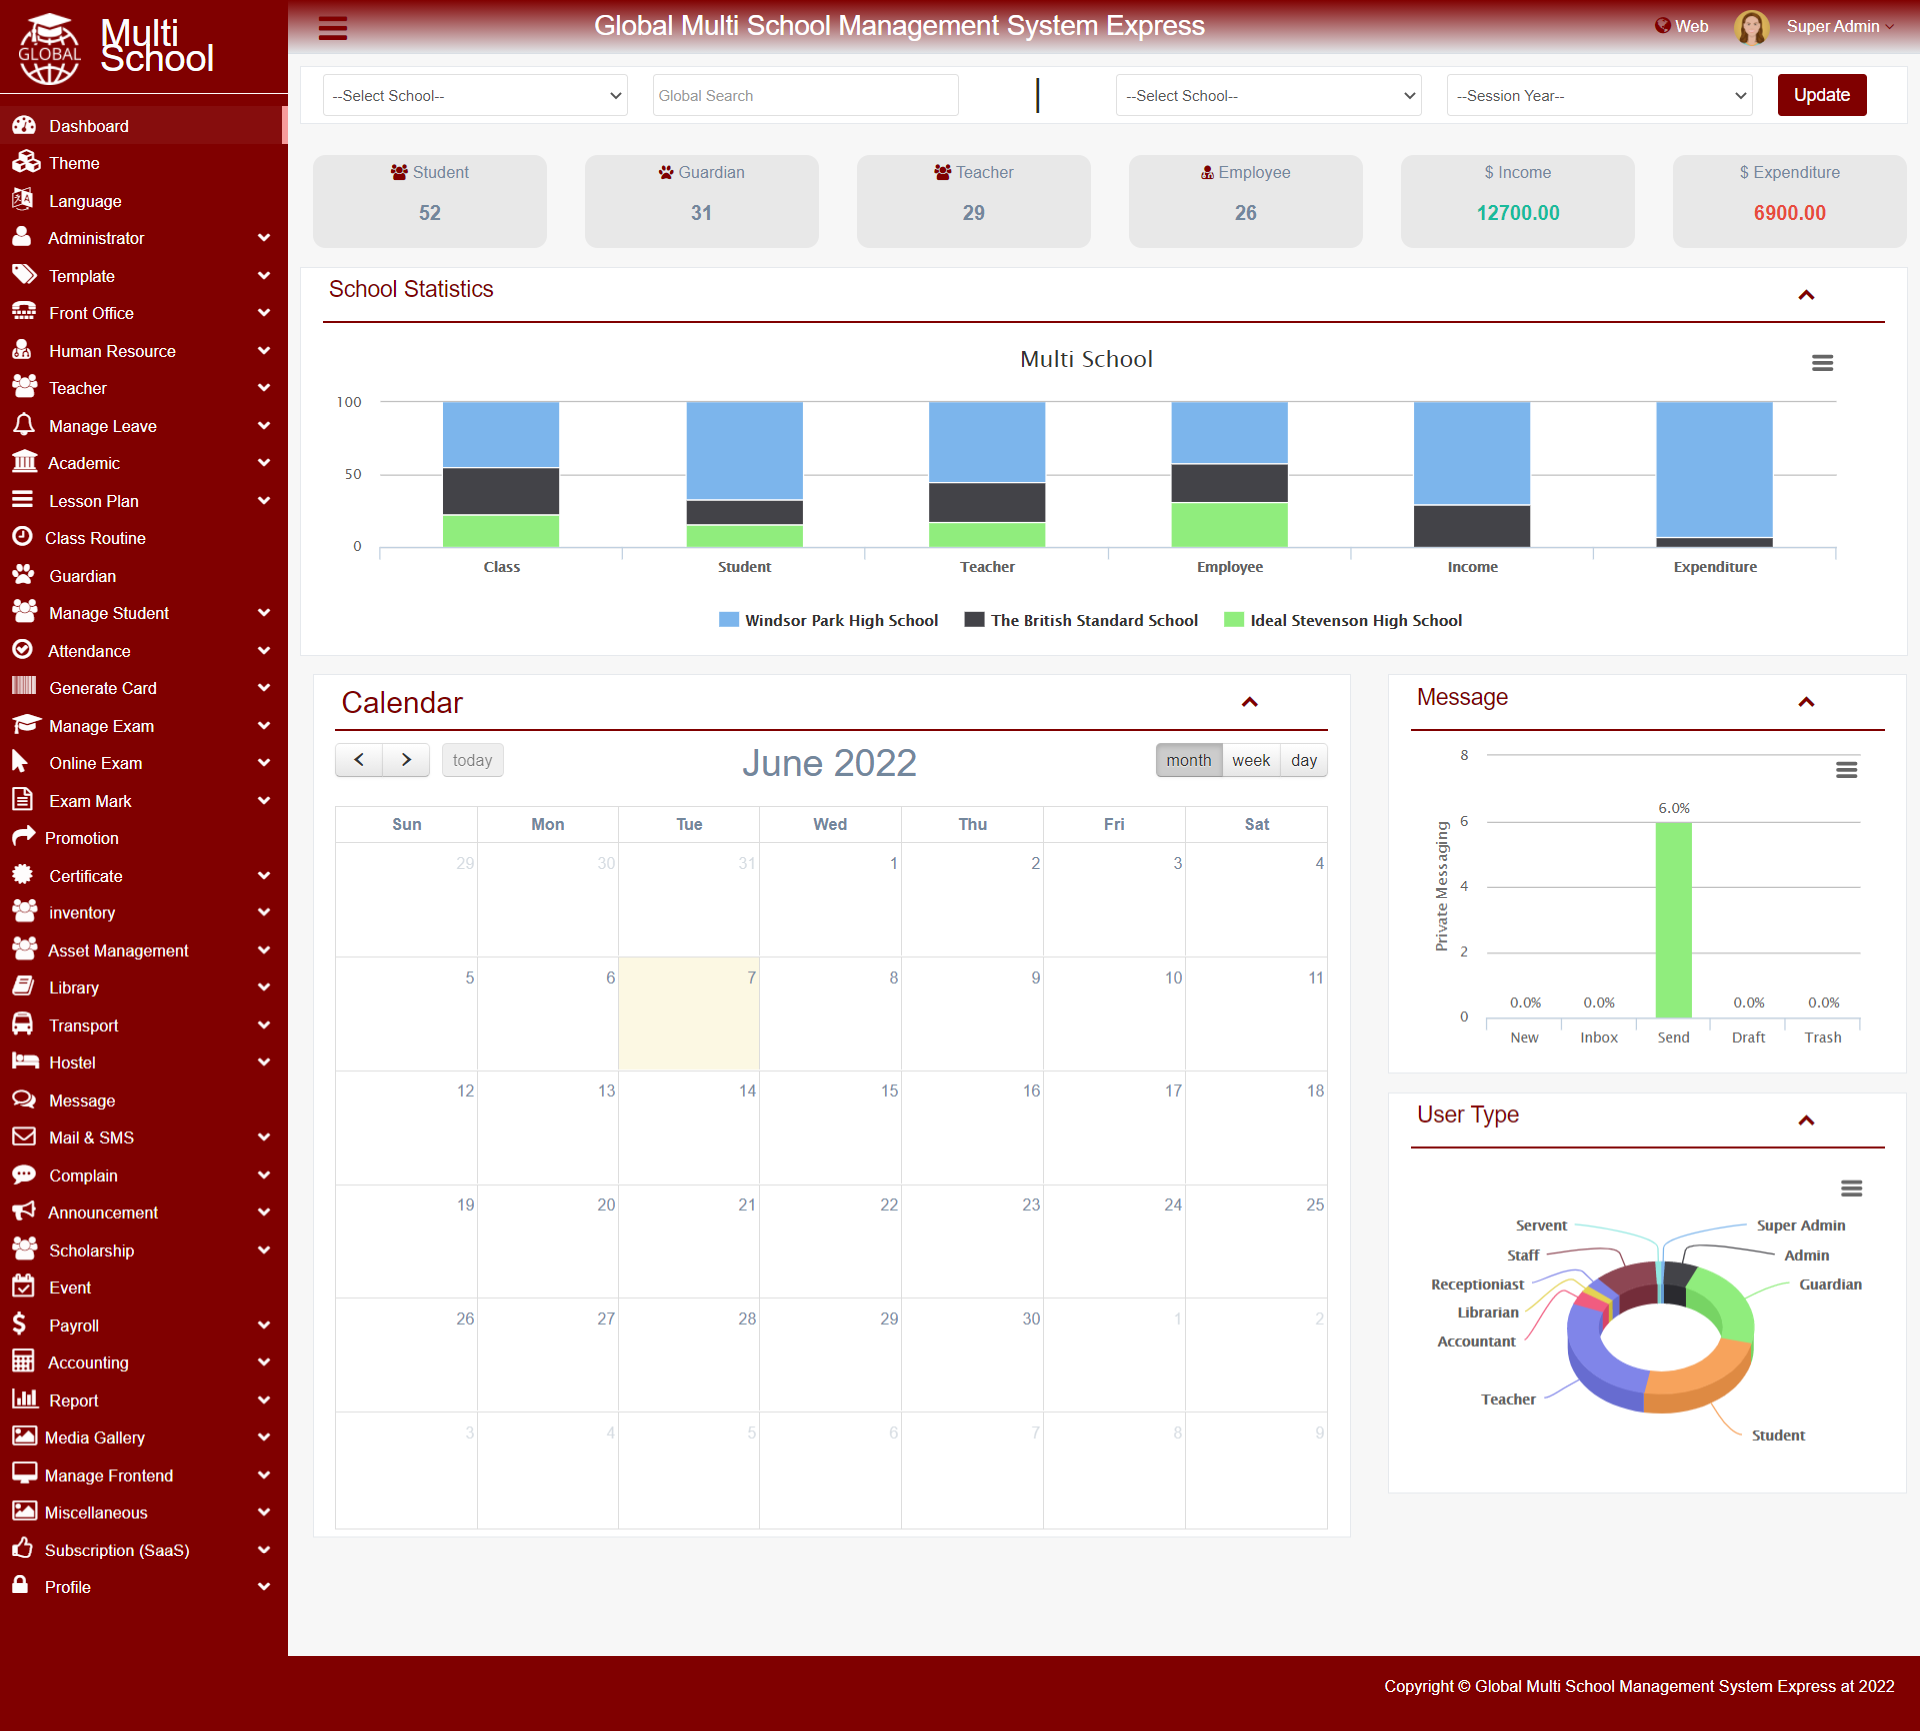 GLOBAL
Multi
School
Global Multi School Management System Express
Web
Super Admin
--Select School--
Global Search
--Select School--
--Session Year--
Update
Dashboard
Theme
Language
Administrator
Template
Front Office
Human Resource
Teacher
Manage Leave
Academic
Lesson Plan
Class Routine
Guardian
Manage Student
Attendance
Generate Card
Manage Exam
Online Exam
Exam Mark
Promotion
Certificate
inventory
Asset Management
Library
Transport
Hostel
Message
Mail & SMS
Complain
Announcement
Scholarship
Event
Payroll
Accounting
Report
Media Gallery
Manage Frontend
Miscellaneous
Subscription (SaaS)
Profile
Student
52
Guardian
31
Teacher
29
Employee
26
$ Income
12700.00
$ Expenditure
6900.00
School Statistics
Multi School
100
50
0
Class Student Teacher Employee Income Expenditure
Windsor Park High School The British Standard School Ideal Stevenson High School
Calendar
today
June 2022
month week day
Sun Mon Tue Wed Thu Fri Sat
29 30 31 1 2 3 4
5 6 7 8 9 10 11
12 13 14 15 16 17 18
19 20 21 22 23 24 25
26 27 28 29 30 1 2
3 4 5 6 7 8 9
Message
Private Messaging
8
6
4
2
0
0.0% 0.0% 6.0% 0.0% 0.0%
New Inbox Send Draft Trash
User Type
Servent
Super Admin
Staff
Admin
Receptioniast
Guardian
Librarian
Accountant
Teacher
Student
Copyright © Global Multi School Management System Express at 2022